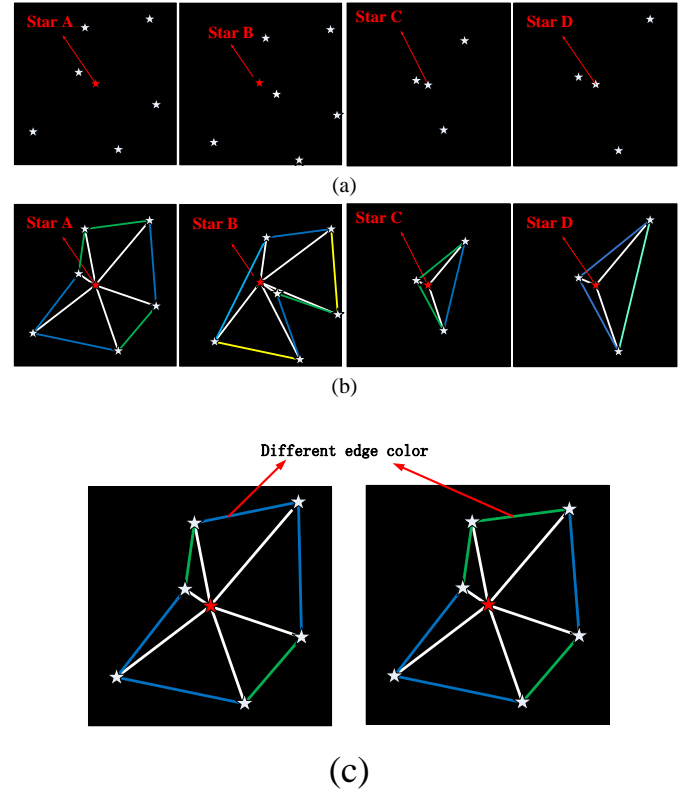 Star A
Star B
Star C
Star D
(a)
Star A
Star B
Star C
Star D
(b)
Different edge color
(c)